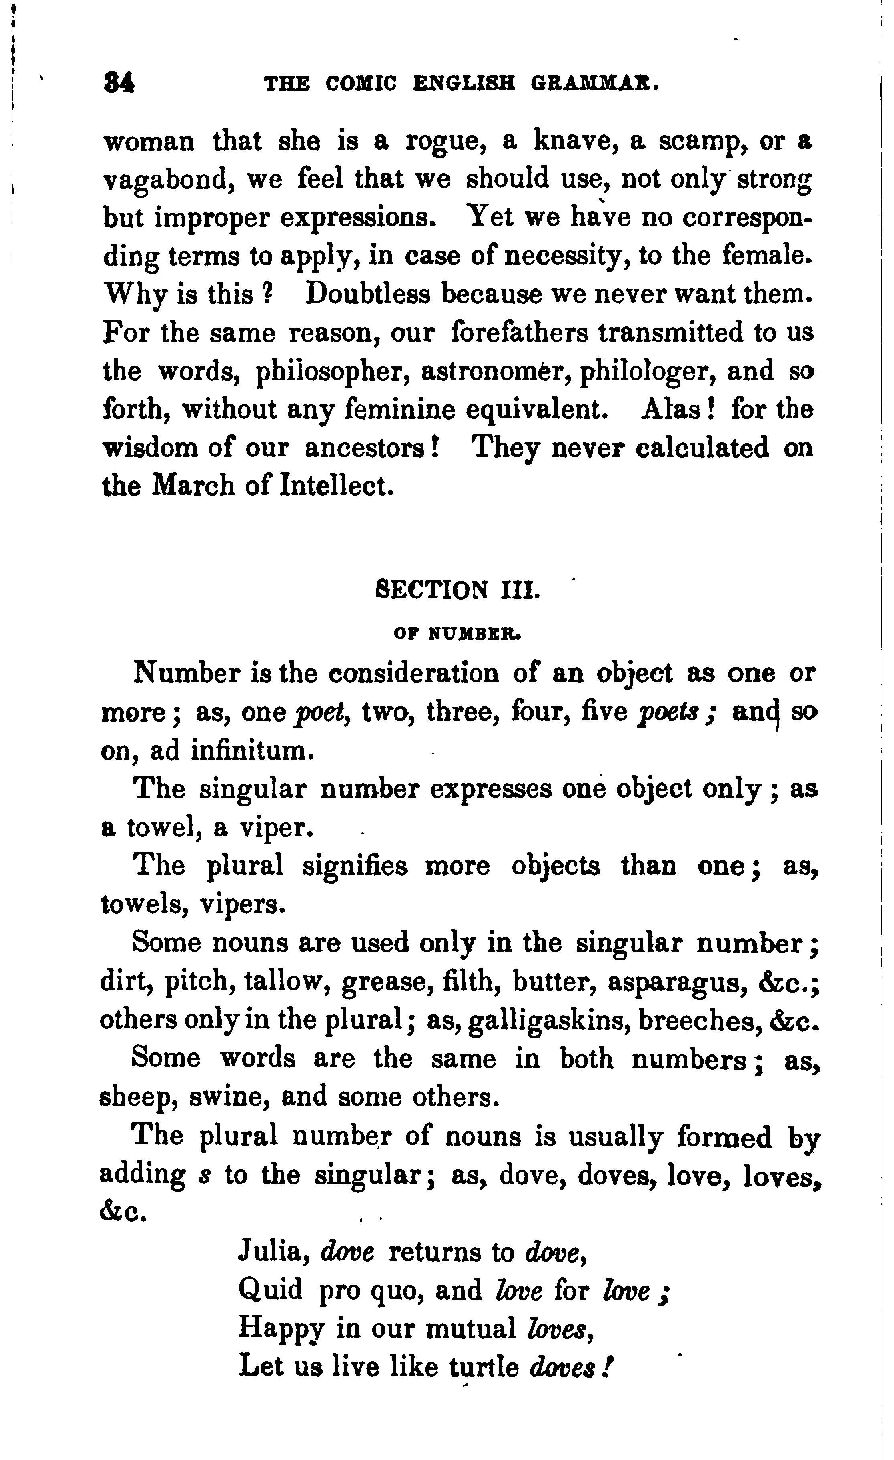 34 THE COMIC ENGLISH GRAMMAR.
woman that she is a rogue, a knave, a scamp, or a
vagabond, we feel that we should use, not only strong
but improper expressions. Yet we have no correspon-
ding terms to apply, in case of necessity, to the female.
Why is this? Doubtless because we never want them.
For the same reason, our forefathers transmitted to us
the words, philosopher, astronomer, philologer, and so
forth, without any feminine equivalent. Alas! for the
wisdom of our ancestors! They never calculated on
the March of Intellect.
SECTION III.
OF NUMBER.
Number is the consideration of an object as one or
more; as, one poet, two, three, four, five poets; and so
on, ad infinitum.
The singular number expresses one object only; as
a towel, a viper.
The plural signifies more objects than one; as,
towels, vipers.
Some nouns are used only in the singular number;
dirt, pitch, tallow, grease, filth, butter, asparagus, &c.;
others only in the plural; as, galligaskins, breeches, &c.
Some words are the same in both numbers; as,
sheep, swine, and some others.
The plural number of nouns is usually formed by
adding s to the singular; as, dove, doves, love, loves,
&c.
Julia, dove returns to dove,
Quid pro quo, and love for love;
Happy in our mutual loves,
Let us live like turtle doves!